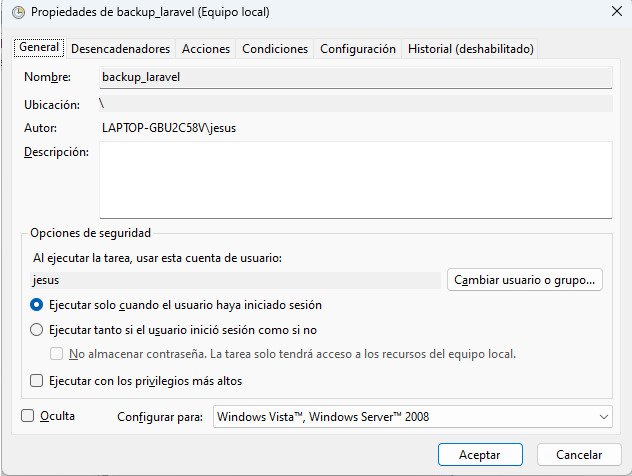 Propiedades de backup_laravel (Equipo local)
General Desencadenadores Acciones Condiciones Configuración Historial (deshabilitado)
Nombre: backup_laravel
Ubicación: \
Autor: LAPTOP-GBU2C58V\jesus
Descripción:
Opciones de seguridad
Al ejecutar la tarea, usar esta cuenta de usuario:
jesus Cambiar usuario o grupo...
Ejecutar solo cuando el usuario haya iniciado sesión
Ejecutar tanto si el usuario inició sesión como si no
No almacenar contraseña. La tarea solo tendrá acceso a los recursos del equipo local.
Ejecutar con los privilegios más altos
Oculta Configurar para: Windows Vista™, Windows Server™ 2008
Aceptar Cancelar